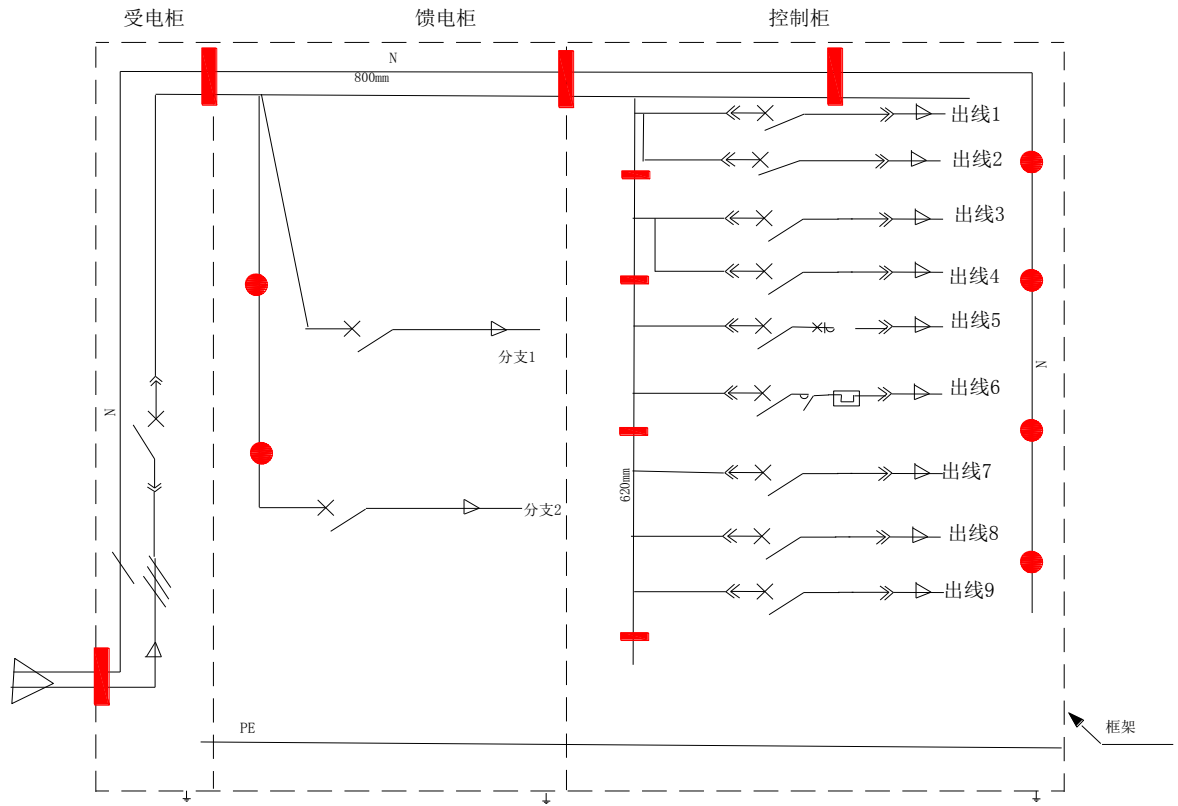 受电柜
馈电柜
控制柜
N
800mm
出线1
出线2
出线3
出线4
出线5
N
出线6
N
分支1
出线7
620mm
分支2
出线8
出线9
PE
框架